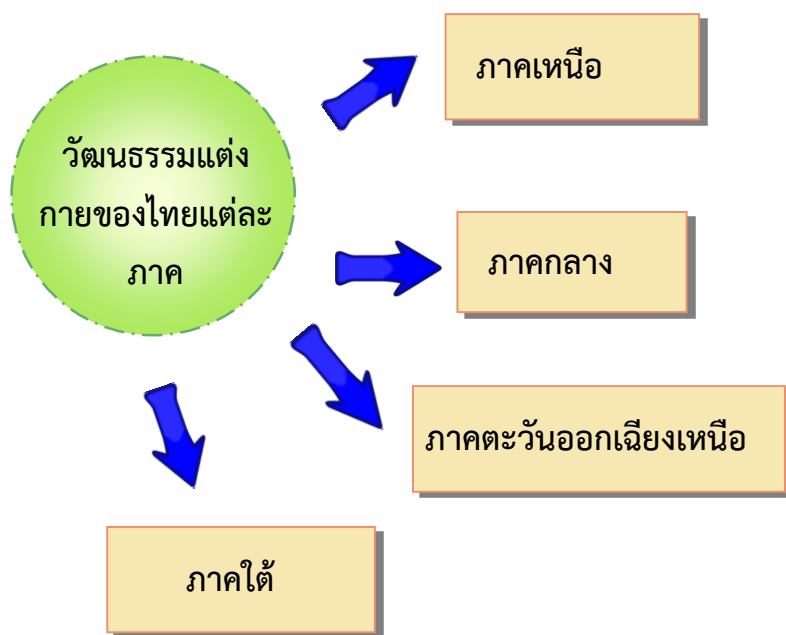 วัฒนธรรมแต่ง
กายของไทยแต่ละ
ภาค
ภาคเหนือ
ภาคกลาง
ภาคตะวันออกเฉียงเหนือ
ภาคใต้